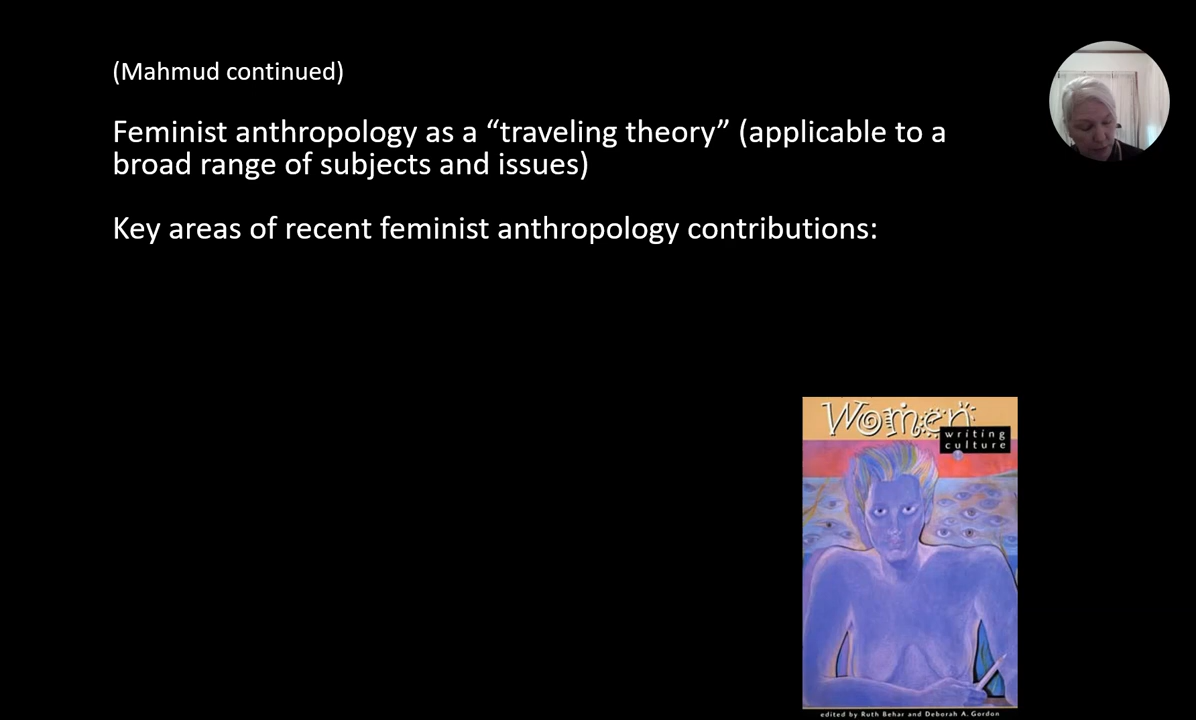 (Mahmud continued)
Feminist anthropology as a “traveling theory” (applicable to a
broad range of subjects and issues)
Key areas of recent feminist anthropology contributions:
Women
writing
culture
edited by Ruth Behar and Deborah A. Gordon